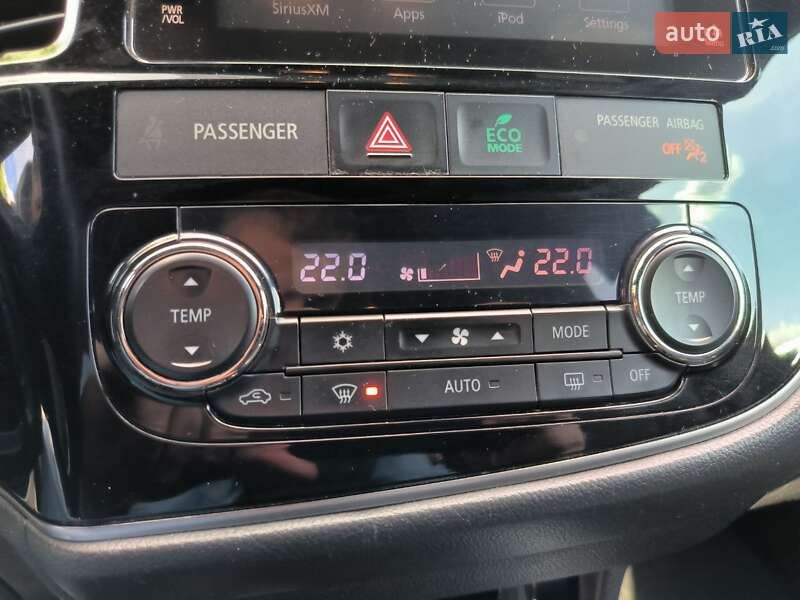 PWR
/VOL
SiriusXM
Apps
iPod
Settings
auto RIA
PASSENGER
ECO
MODE
PASSENGER AIRBAG
OFF 2
22.0
22.0
TEMP
TEMP
MODE
AUTO
OFF